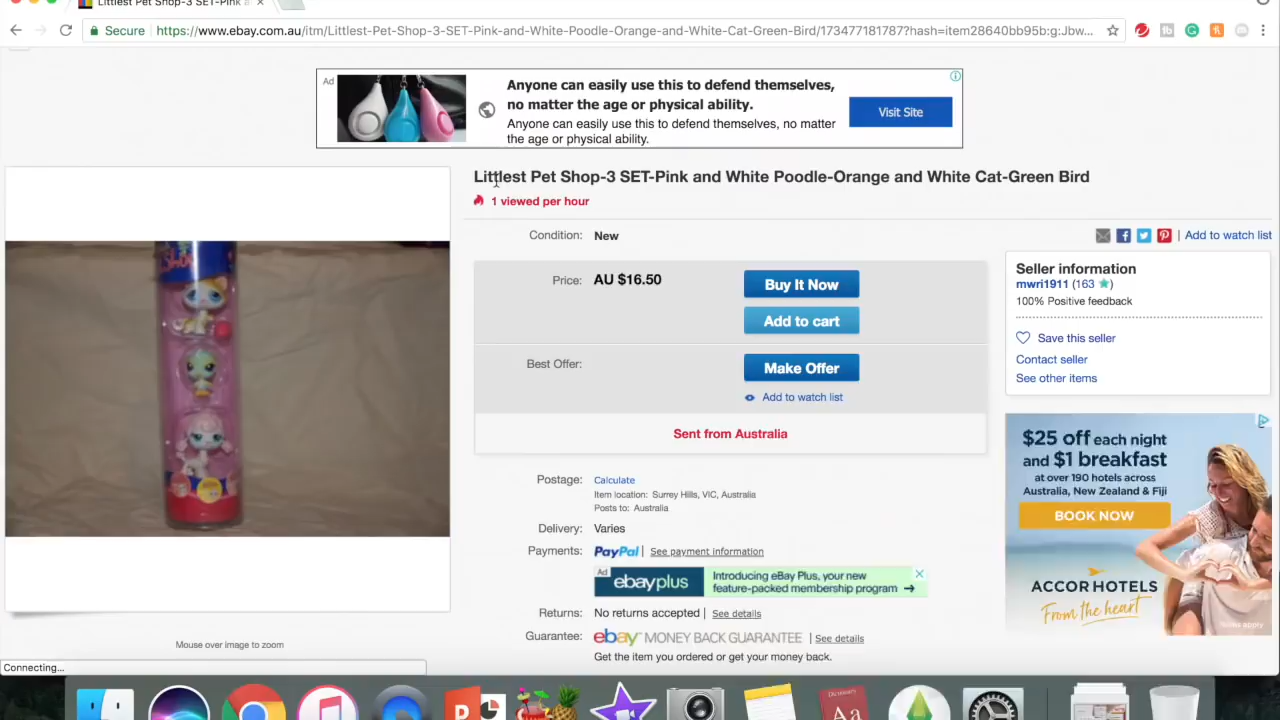 Littlest Pet Shop-3 SET-Pink a
Secure
https://www.ebay.com.au/itm/Littlest-Pet-Shop-3-SET-Pink-and-White-Poodle-Orange-and-White-Cat-Green-Bird/173477181787?hash=item28640bb95b:g:Jbw...
Ad
Anyone can easily use this to defend themselves,
no matter the age or physical ability.
Anyone can easily use this to defend themselves, no matter
the age or physical ability.
Visit Site
Littlest Pet Shop-3 SET-Pink and White Poodle-Orange and White Cat-Green Bird
1 viewed per hour
Condition: New
Add to watch list
Price: AU $16.50
Buy It Now
Add to cart
Best Offer:
Make Offer
Add to watch list
Sent from Australia
Postage: Calculate
Item location: Surrey Hills, VIC, Australia
Posts to: Australia
Delivery: Varies
Payments: PayPal | See payment information
Ad
ebayplus
Introducing eBay Plus, your new
feature-packed membership program →
Returns: No returns accepted | See details
Guarantee: ebay MONEY BACK GUARANTEE | See details
Get the item you ordered or get your money back.
Seller information
mwri1911 (163 )
100% Positive feedback
Save this seller
Contact seller
See other items
$25 off each night
and $1 breakfast
at over 190 hotels across
Australia, New Zealand & Fiji
BOOK NOW
ACCOR HOTELS
From the heart
Terms apply
Mouse over image to zoom
Connecting...
Dictionary
Aa